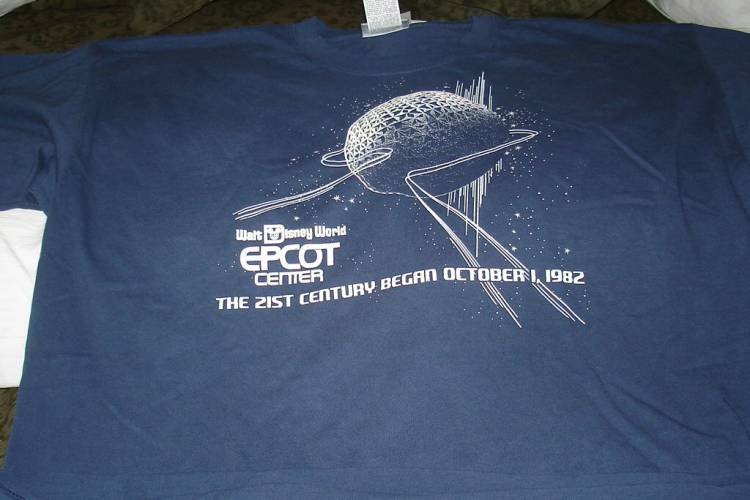 Walt Disney World
EPCOT
CENTER
THE 21ST CENTURY BEGAN OCTOBER 1, 1982